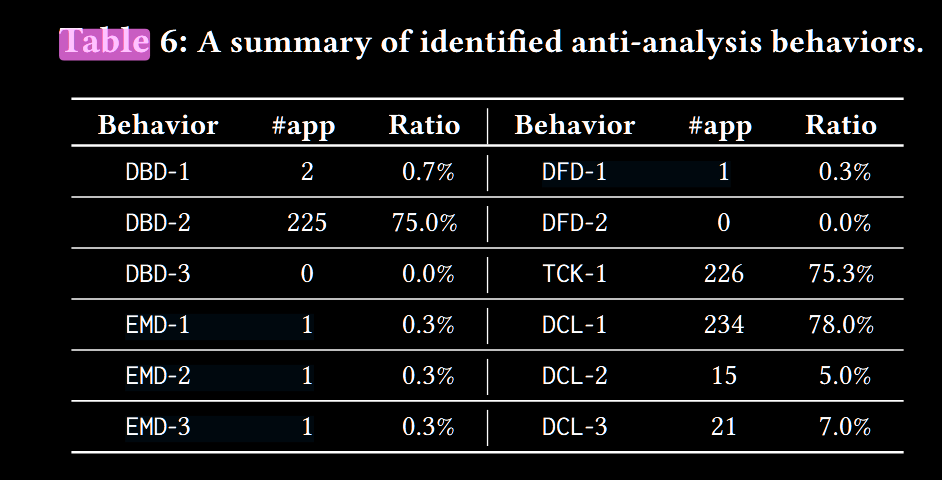 Table 6: A summary of identified anti-analysis behaviors.
Behavior #app Ratio Behavior #app Ratio
DBD-1 2 0.7% DFD-1 1 0.3%
DBD-2 225 75.0% DFD-2 0 0.0%
DBD-3 0 0.0% TCK-1 226 75.3%
EMD-1 1 0.3% DCL-1 234 78.0%
EMD-2 1 0.3% DCL-2 15 5.0%
EMD-3 1 0.3% DCL-3 21 7.0%